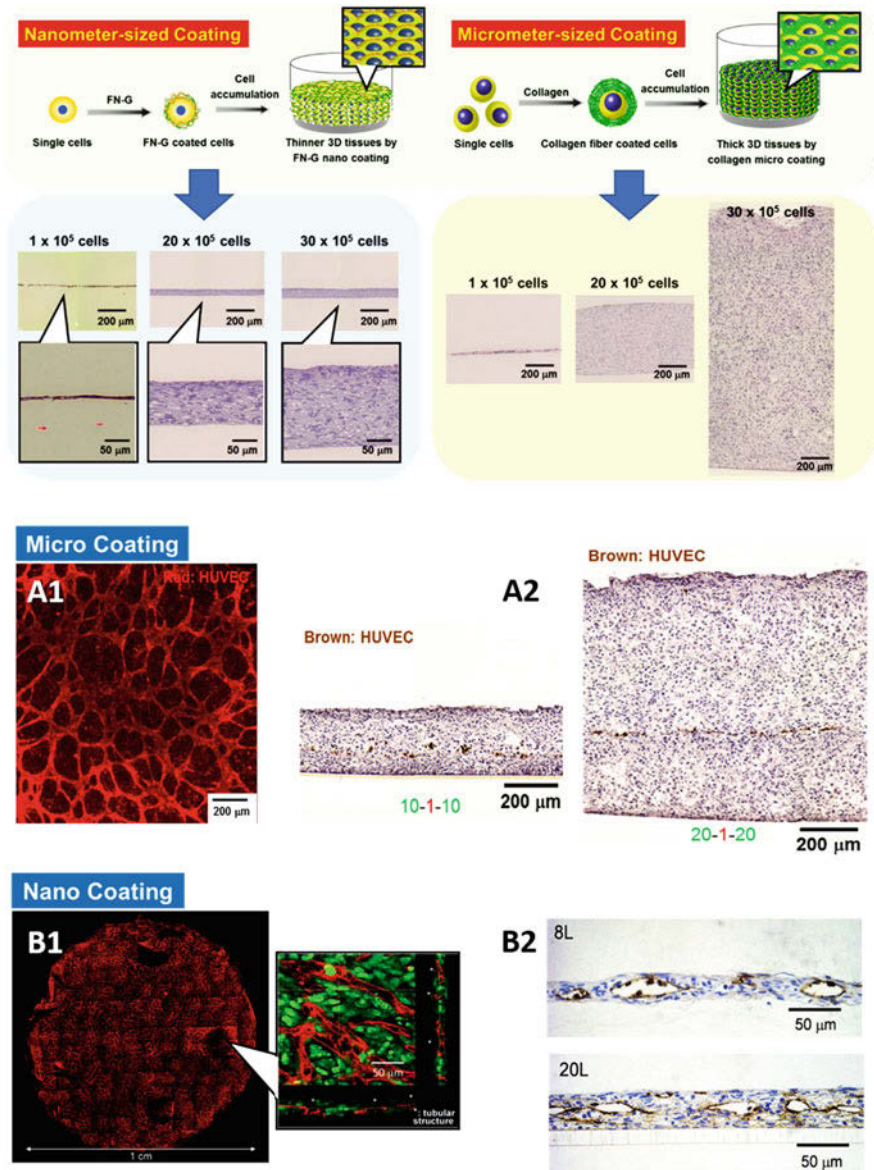 Nanometer-sized Coating
FN-G
Cell
accumulation
Single cells
FN-G coated cells
Thinner 3D tissues by
FN-G nano coating
Micrometer-sized Coating
Collagen
Cell
accumulation
Single cells
Collagen fiber coated cells
Thick 3D tissues by
collagen micro coating
1 x 10⁵ cells
20 x 10⁵ cells
30 x 10⁵ cells
200 μm
200 μm
200 μm
50 μm
50 μm
50 μm
1 x 10⁵ cells
20 x 10⁵ cells
30 x 10⁵ cells
200 μm
200 μm
200 μm
Micro Coating
A1
Red: HUVEC
200 μm
A2
Brown: HUVEC
200 μm
10-1-10
Brown: HUVEC
200 μm
20-1-20
Nano Coating
B1
1 cm
50 μm
*: tubular
structure
B2
8L
50 μm
20L
50 μm